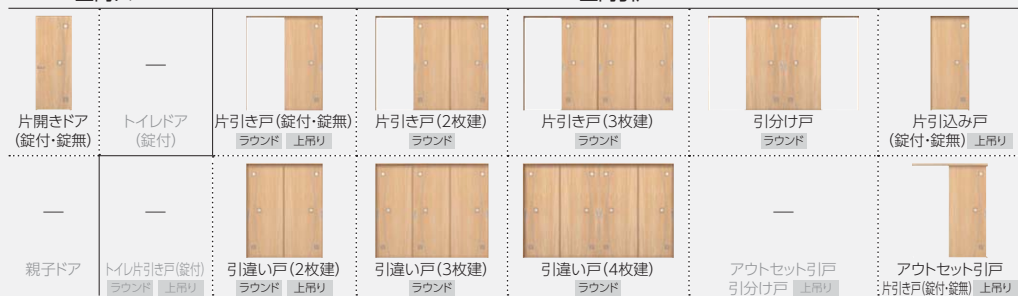 片開きドア
(錠付・錠無)
トイレドア
(錠付)
片引き戸(錠付・錠無)
ラウンド 上吊り
片引き戸(2枚建)
ラウンド
片引き戸(3枚建)
ラウンド
引分け戸
ラウンド
片引込み戸
(錠付・錠無) 上吊り
親子ドア
トイレ片引き戸(錠付)
ラウンド 上吊り
引違い戸(2枚建)
ラウンド 上吊り
引違い戸(3枚建)
ラウンド
引違い戸(4枚建)
ラウンド
アウトセット引戸
引分け戸 上吊り
アウトセット引戸
片引き戸(錠付・錠無) 上吊り